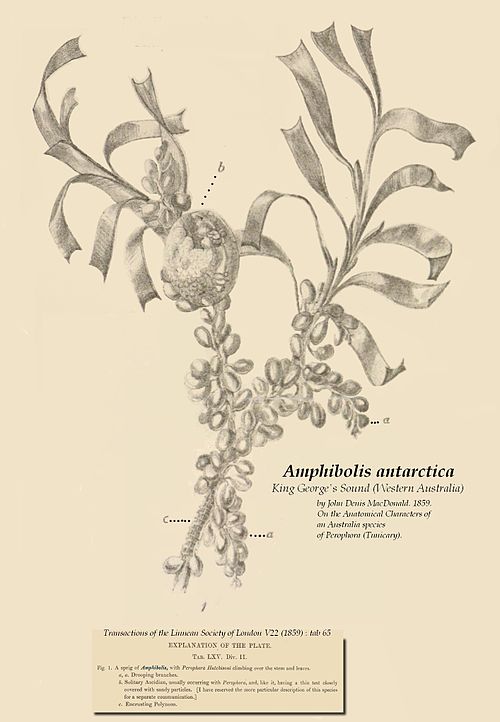 b
a
Amphibolis antarctica
King George's Sound (Western Australia)
by John Denis MacDonald. 1859.
On the Anatomical Characters of
an Australia species
of Perophora (Tunicary).
c
a
Transactions of the Linnean Society of London V22 (1859) : tab 65
EXPLANATION OF THE PLATE.
TAB. LXV. DIV. II.
Fig. 1. A sprig of Amphibolis, with Perophora Hutchisoni climbing over the stem and leaves.
a, a. Drooping branches.
b. Solitary Ascidian, usually occurring with Perophora, and, like it, having a thin test closely
covered with sandy particles. [I have reserved the more particular description of this species
for a separate communication.]
c. Encrusting Polyzoon.